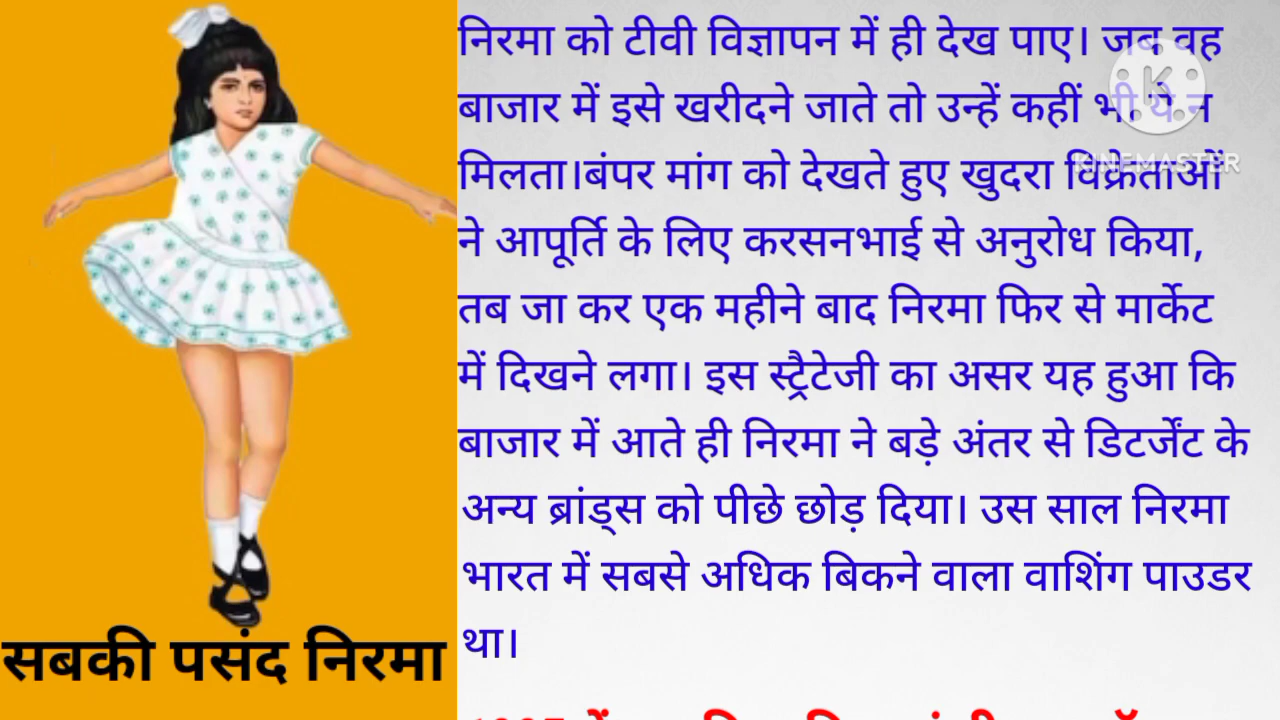 निरमा को टीवी विज्ञापन में ही देख पाए। जब वह
बाजार में इसे खरीदने जाते तो उन्हें कहीं भी ये न
मिलता।बंपर मांग को देखते हुए खुदरा विक्रेताओं
ने आपूर्ति के लिए करसनभाई से अनुरोध किया,
तब जा कर एक महीने बाद निरमा फिर से मार्केट
में दिखने लगा। इस स्ट्रैटेजी का असर यह हुआ कि
बाजार में आते ही निरमा ने बड़े अंतर से डिटर्जेंट के
अन्य ब्रांड्स को पीछे छोड़ दिया। उस साल निरमा
भारत में सबसे अधिक बिकने वाला वाशिंग पाउडर
था।
सबकी पसंद निरमा
K
KINEMASTER